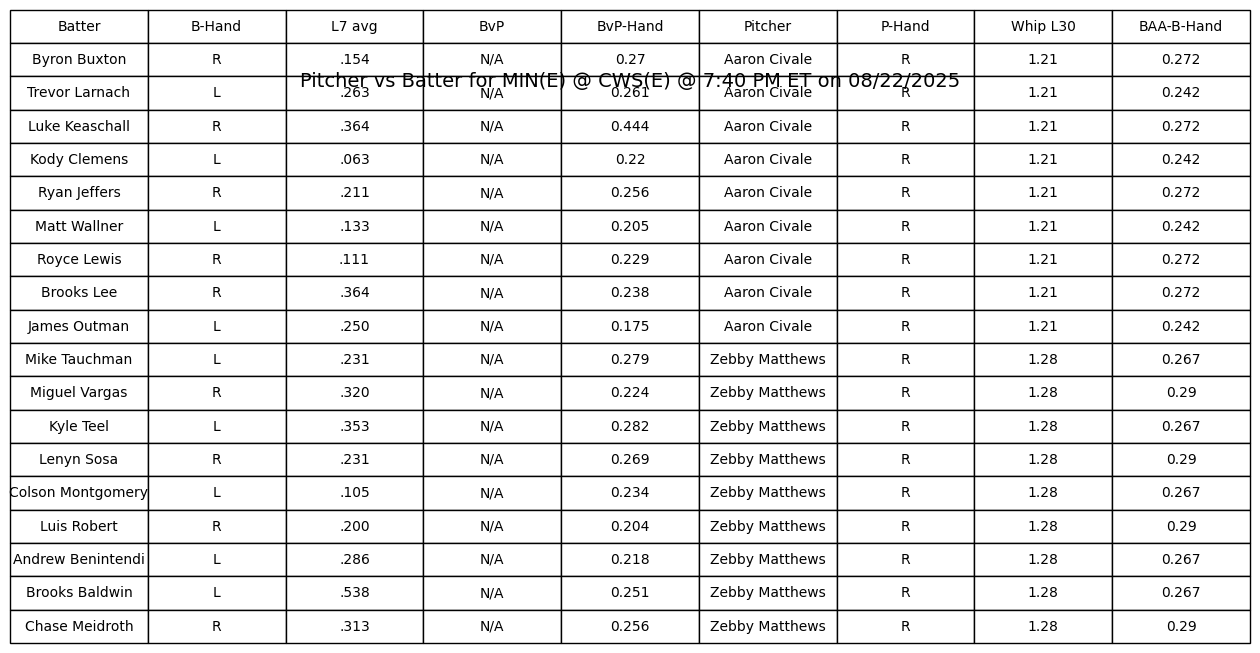 Batter B-Hand L7 avg BvP BvP-Hand Pitcher P-Hand Whip L30 BAA-B-Hand
Byron Buxton R .154 N/A 0.27 Aaron Civale R 1.21 0.272
Pitcher vs Batter for MIN(E) @ CWS(E) @ 7:40 PM ET on 08/22/2025
Trevor Larnach L .263 N/A 0.261 Aaron Civale R 1.21 0.242
Luke Keaschall R .364 N/A 0.444 Aaron Civale R 1.21 0.272
Kody Clemens L .063 N/A 0.22 Aaron Civale R 1.21 0.242
Ryan Jeffers R .211 N/A 0.256 Aaron Civale R 1.21 0.272
Matt Wallner L .133 N/A 0.205 Aaron Civale R 1.21 0.242
Royce Lewis R .111 N/A 0.229 Aaron Civale R 1.21 0.272
Brooks Lee R .364 N/A 0.238 Aaron Civale R 1.21 0.272
James Outman L .250 N/A 0.175 Aaron Civale R 1.21 0.242
Mike Tauchman L .231 N/A 0.279 Zebby Matthews R 1.28 0.267
Miguel Vargas R .320 N/A 0.224 Zebby Matthews R 1.28 0.29
Kyle Teel L .353 N/A 0.282 Zebby Matthews R 1.28 0.267
Lenyn Sosa R .231 N/A 0.269 Zebby Matthews R 1.28 0.29
Colson Montgomery L .105 N/A 0.234 Zebby Matthews R 1.28 0.267
Luis Robert R .200 N/A 0.204 Zebby Matthews R 1.28 0.29
Andrew Benintendi L .286 N/A 0.218 Zebby Matthews R 1.28 0.267
Brooks Baldwin L .538 N/A 0.251 Zebby Matthews R 1.28 0.267
Chase Meidroth R .313 N/A 0.256 Zebby Matthews R 1.28 0.29